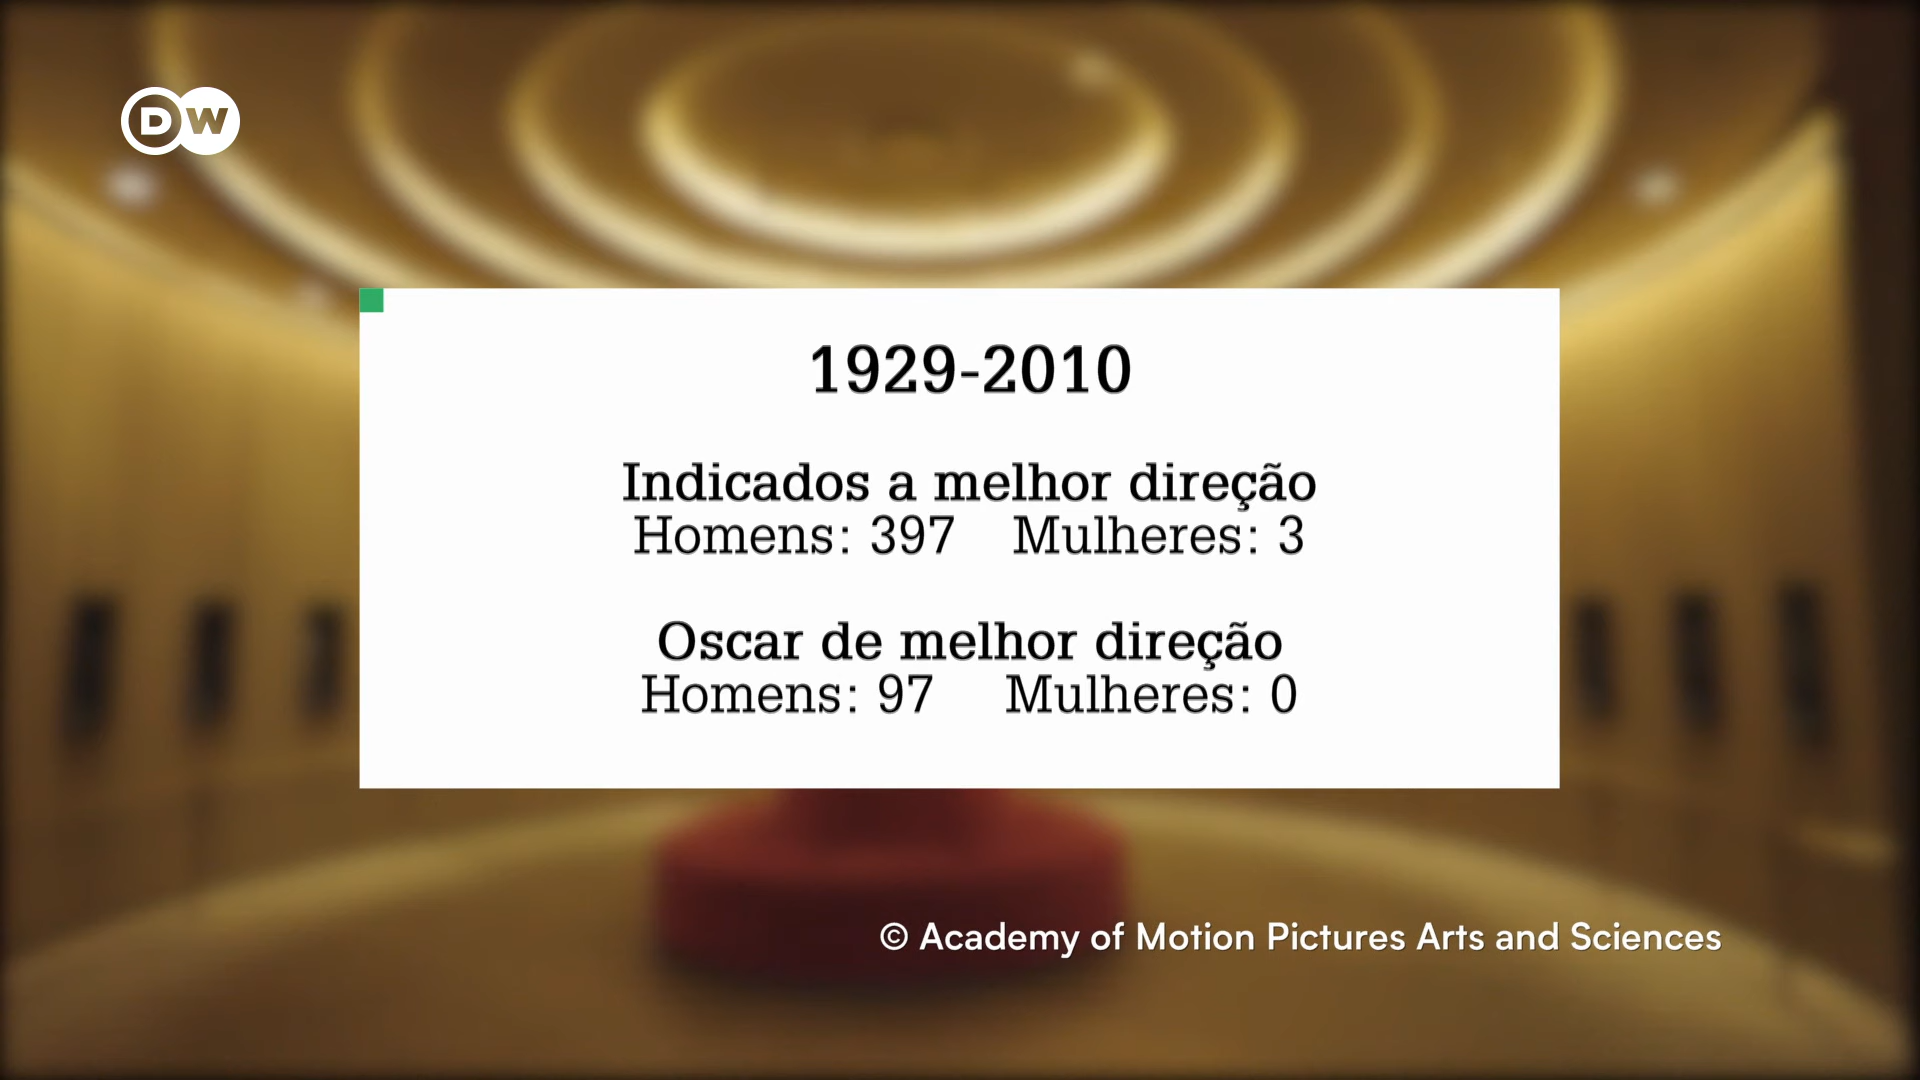 DW
1929-2010
Indicados a melhor direção
Homens: 397 Mulheres: 3
Oscar de melhor direção
Homens: 97 Mulheres: 0
© Academy of Motion Pictures Arts and Sciences